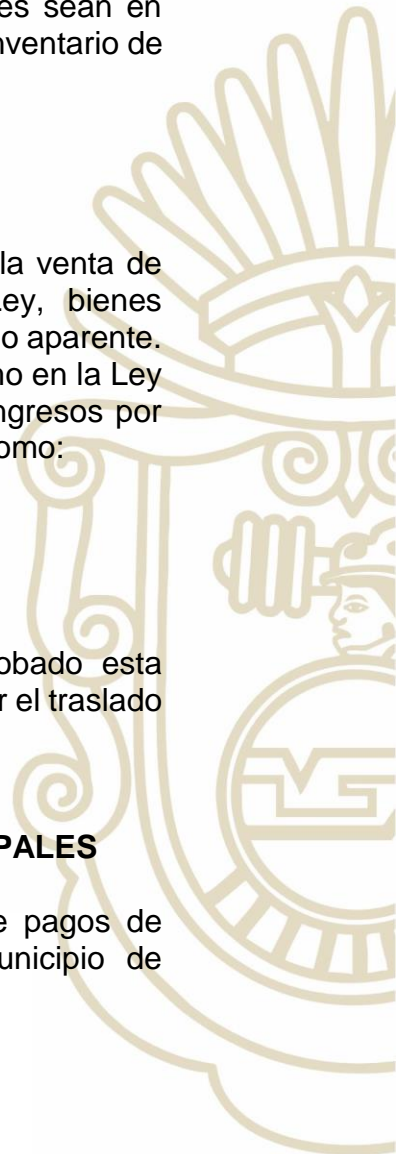 es sean en
nventario de
la venta de
ey, bienes
o aparente.
no en la Ley
ngresos por
omo:
obado esta
r el traslado
PALES
e pagos de
unicipio de